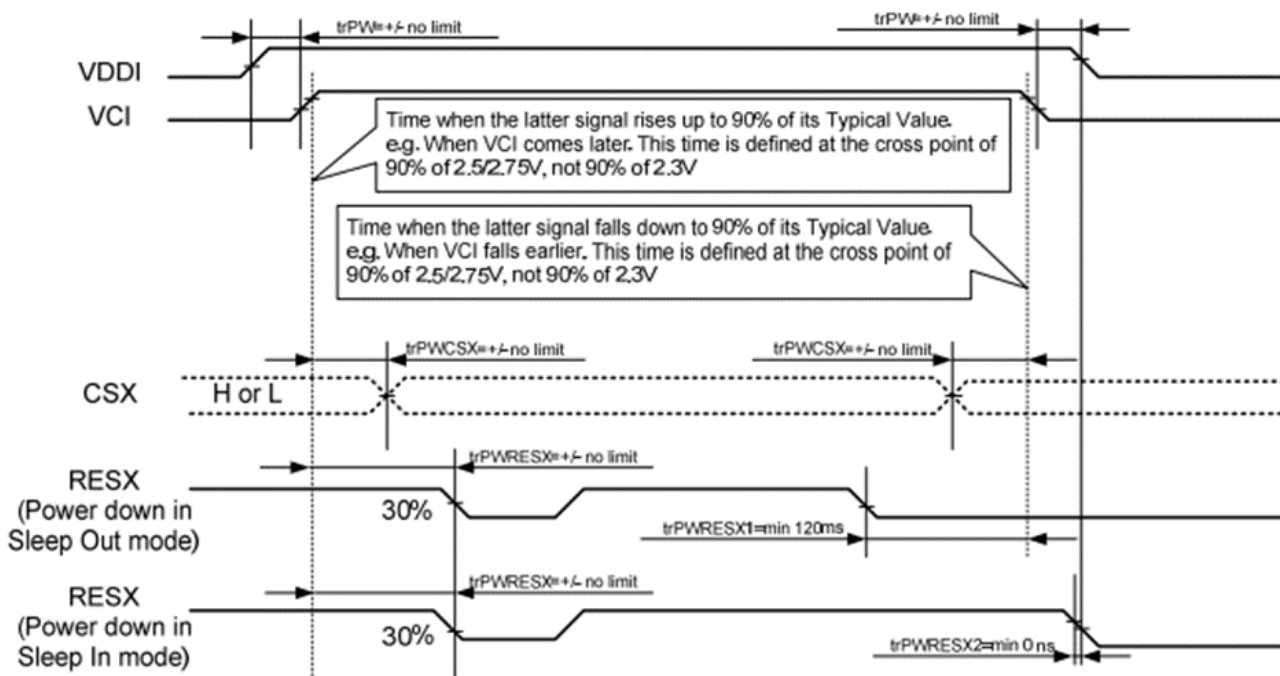 trPW=+/- no limit
trPW=+/- no limit
VDDI
VCI
Time when the latter signal rises up to 90% of its Typical Value.
e.g. When VCI comes later. This time is defined at the cross point of
90% of 2.5/2.75V, not 90% of 2.3V
Time when the latter signal falls down to 90% of its Typical Value.
e.g. When VCI falls earlier. This time is defined at the cross point of
90% of 2.5/2.75V, not 90% of 2.3V
trPWCSX=+/- no limit
trPWCSX=+/- no limit
CSX
H or L
trPWRESX=+/- no limit
RESX
(Power down in
Sleep Out mode)
30%
trPWRESX1=min 120ms
trPWRESX=+/- no limit
RESX
(Power down in
Sleep In mode)
30%
trPWRESX2=min 0 ns